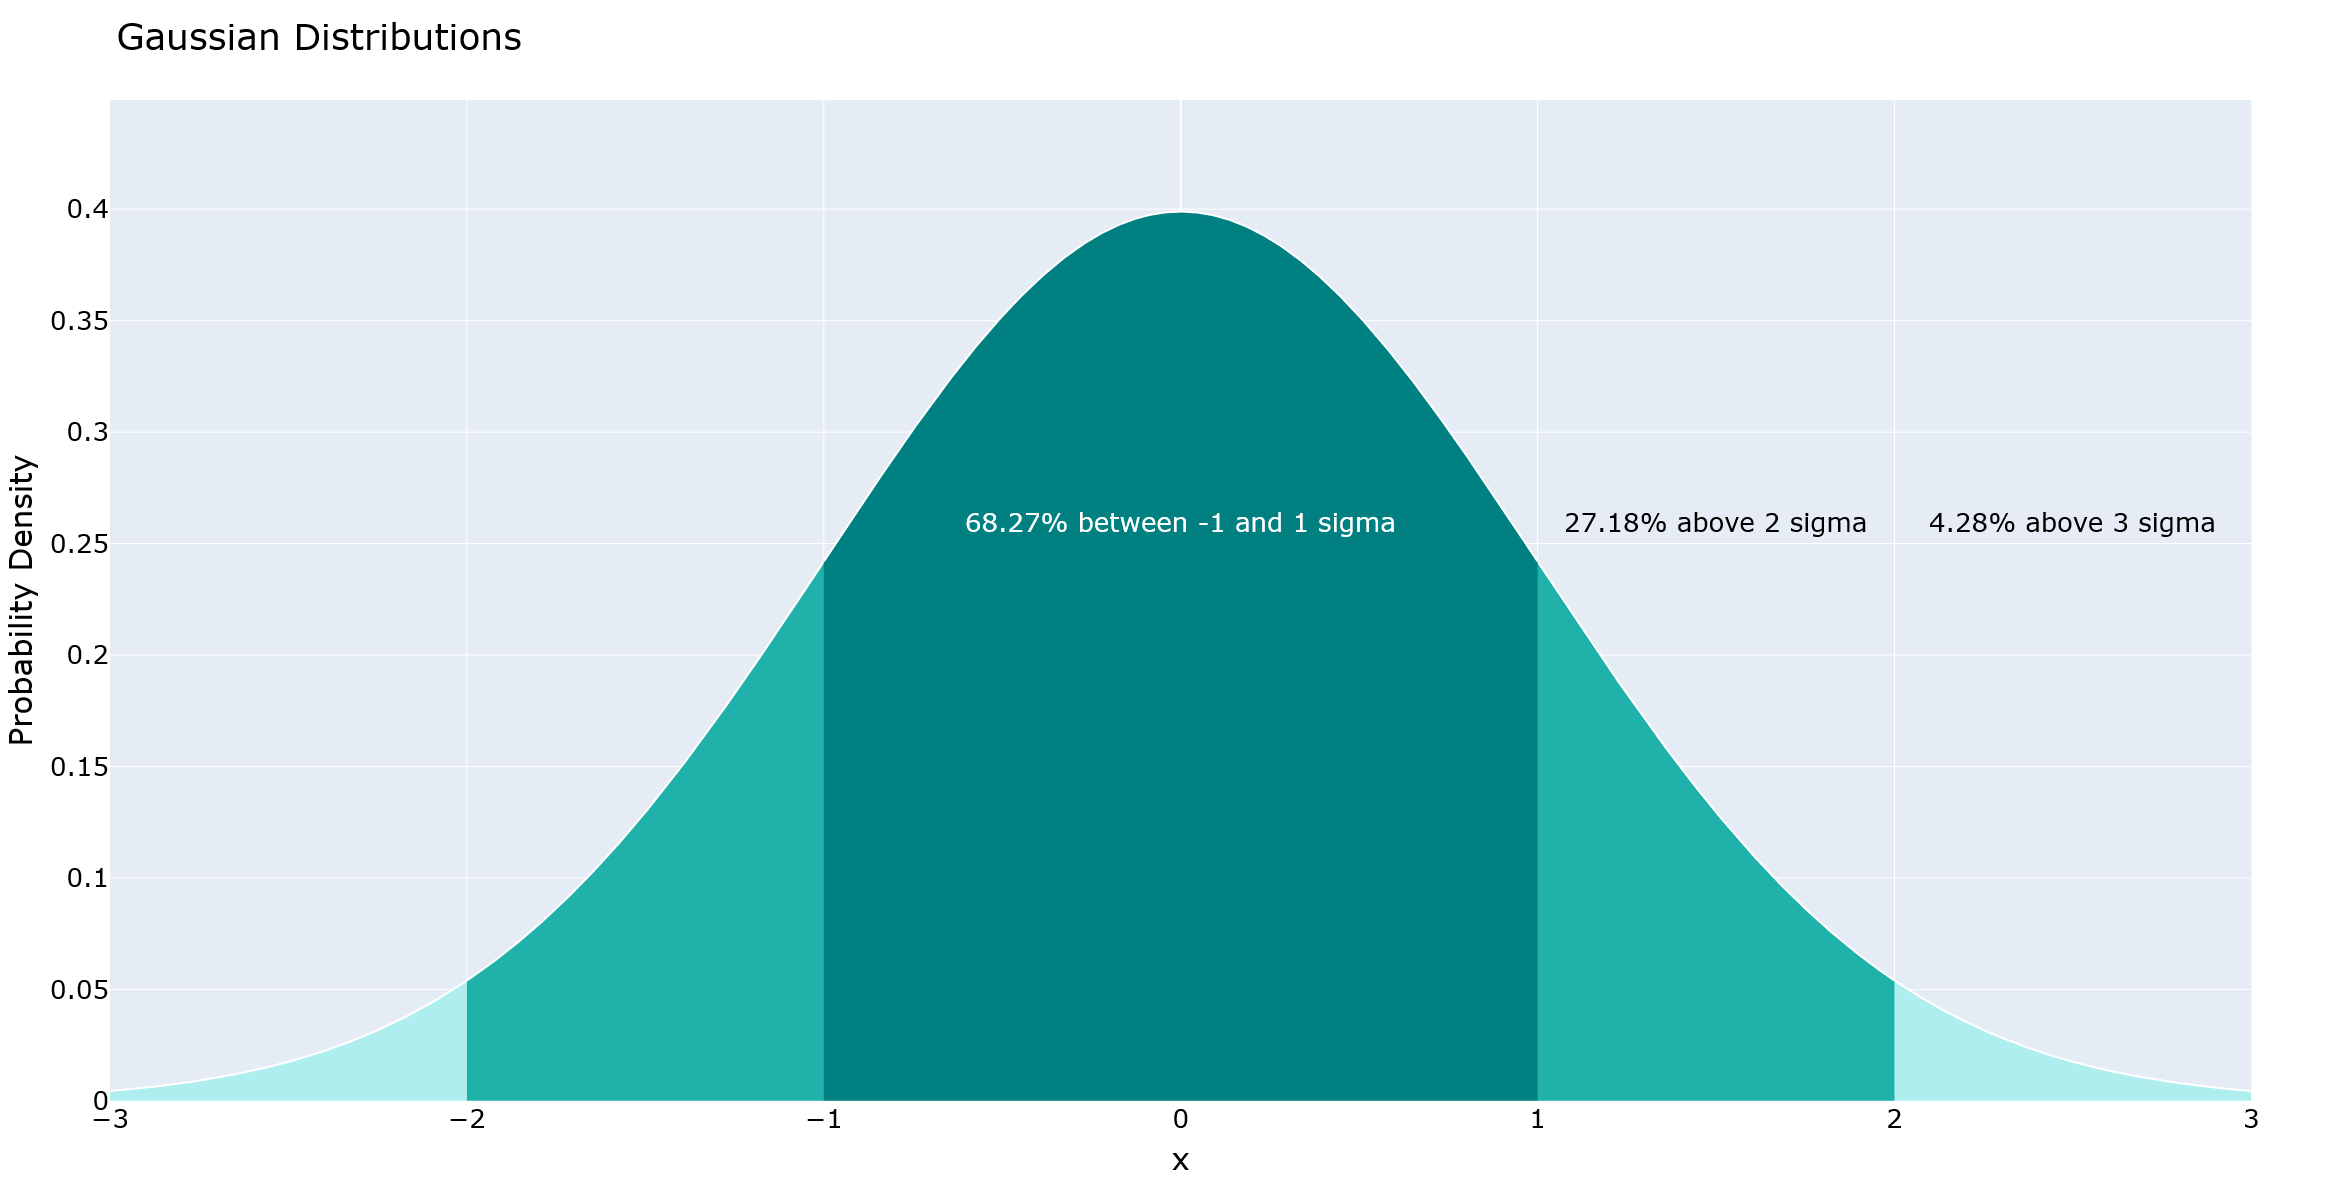 Gaussian Distributions
0.4
0.35
0.3
68.27% between -1 and 1 sigma
27.18% above 2 sigma
4.28% above 3 sigma
0.25
0.2
0.15
0.1
0.05
0
Probability Density
−3
−2
−1
0
1
2
3
x